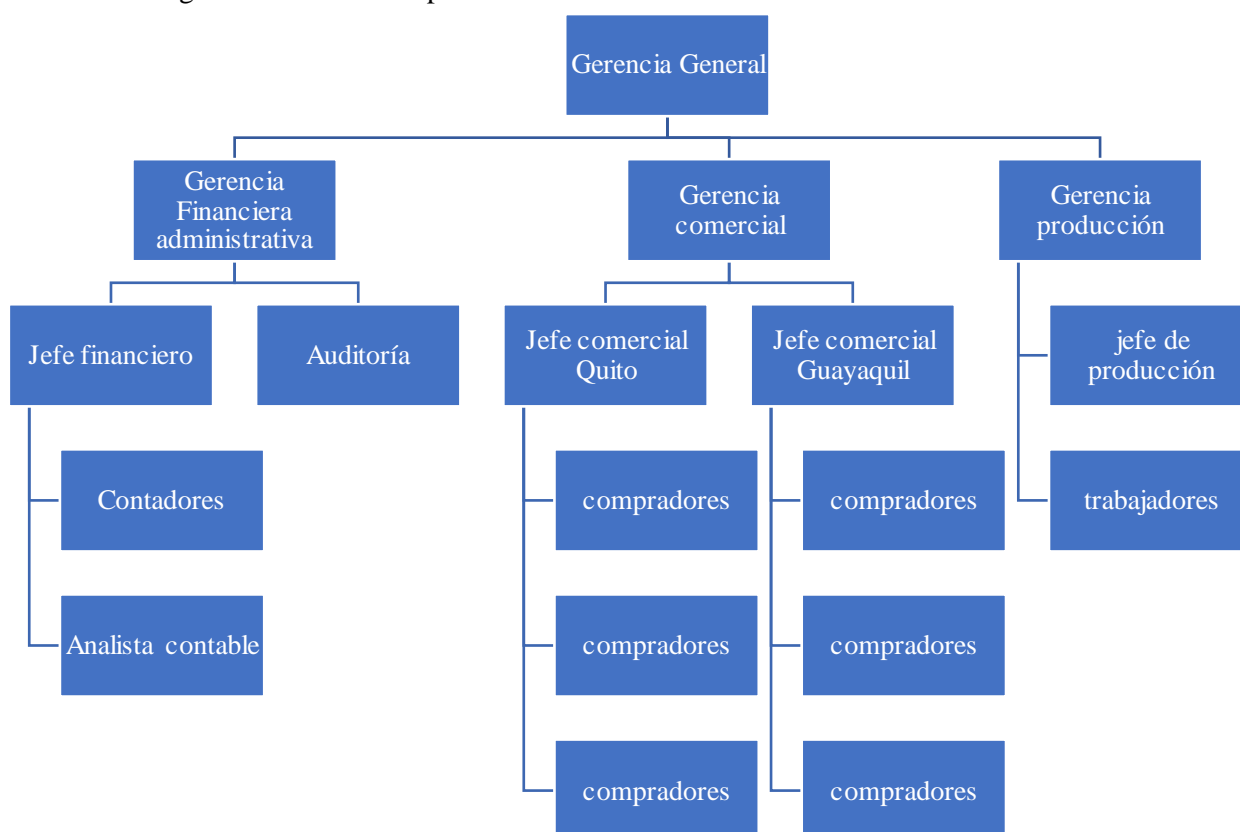 Gerencia General
Gerencia
Financiera
administrativa
Gerencia
comercial
Gerencia
producción
Jefe financiero
Auditoría
Jefe comercial
Quito
Jefe comercial
Guayaquil
jefe de
producción
Contadores
compradores
compradores
trabajadores
Analista contable
compradores
compradores
compradores
compradores